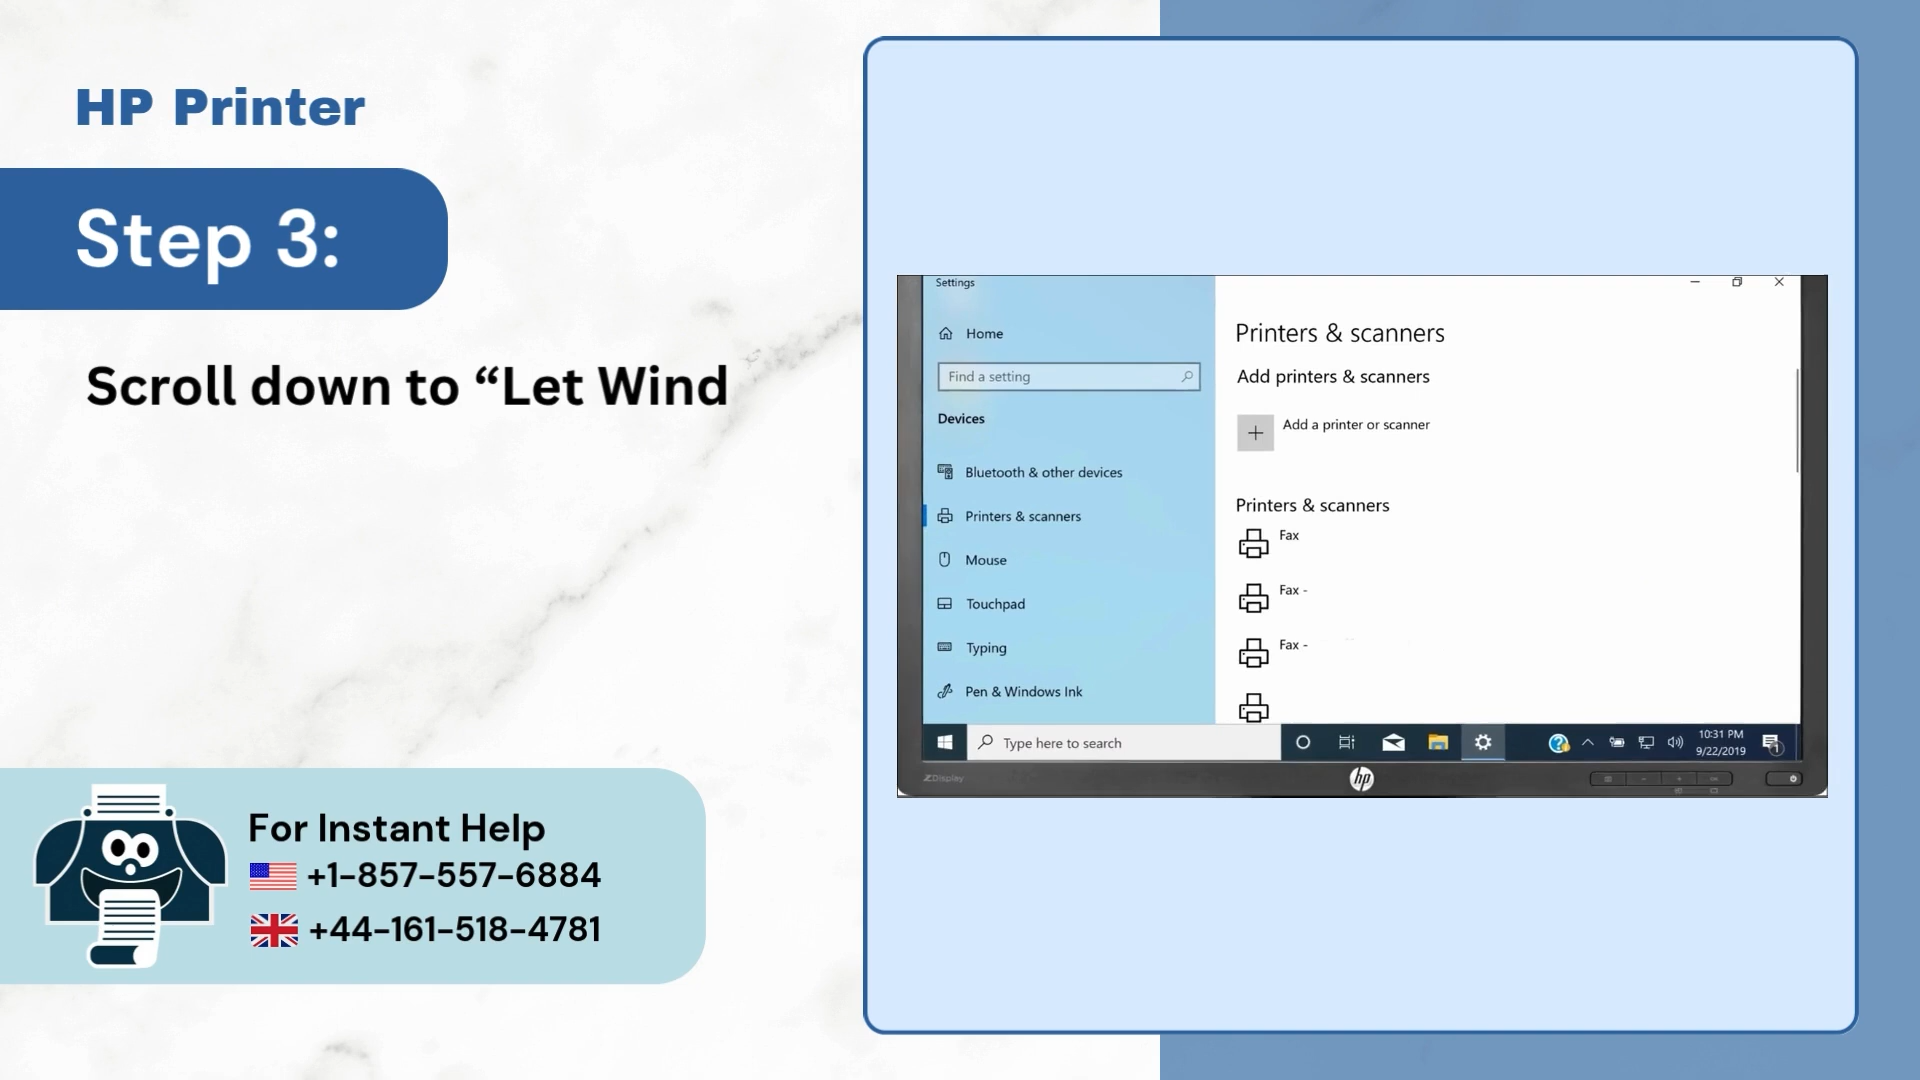 HP Printer
Step 3:
Scroll down to “Let Wind
For Instant Help
+1-857-557-6884
+44-161-518-4781
Settings
Home
Find a setting
Devices
Bluetooth & other devices
Printers & scanners
Mouse
Touchpad
Typing
Pen & Windows Ink
Printers & scanners
Add printers & scanners
Add a printer or scanner
Printers & scanners
Fax
Fax -
Fax -
Type here to search
10:31 PM
9/22/2019
1
ZDisplay
hp